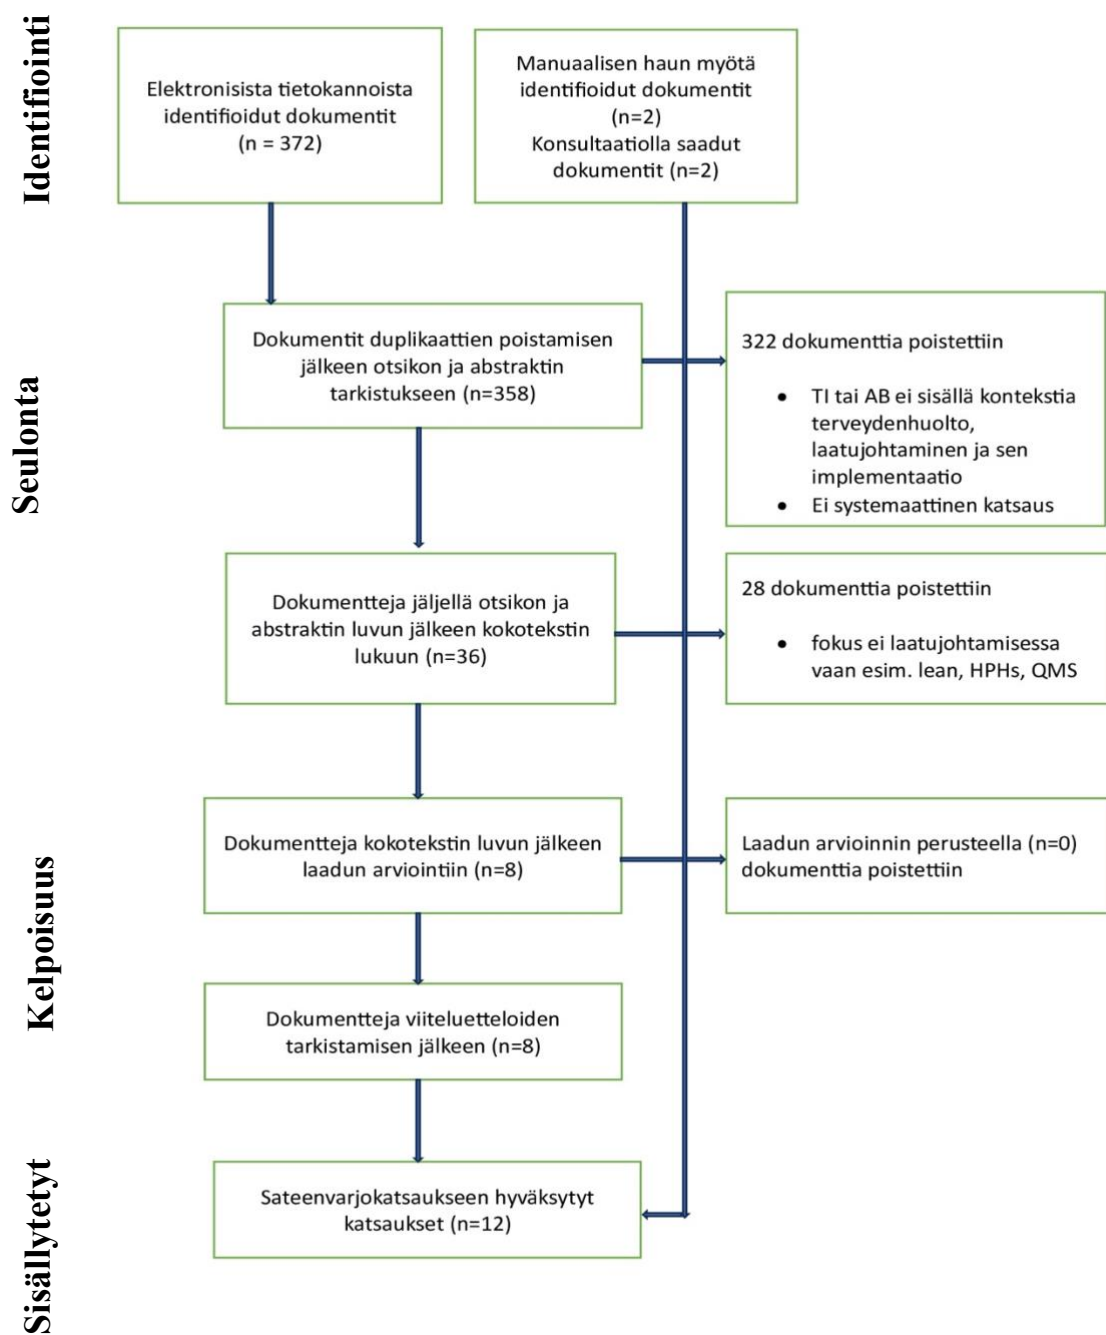 Identifiointi
Elektronisista tietokannoista
identifioidut dokumentit
(n = 372)
Manuaalisen haun myötä
identifioidut dokumentit
(n=2)
Konsultaatiolla saadut
dokumentit (n=2)
Seulonta
Dokumentit duplikaattien poistamisen
jälkeen otsikon ja abstraktin
tarkistukseen (n=358)
322 dokumenttia poistettiin
• TI tai AB ei sisällä kontekstia
terveydenhuolto,
laatujohtaminen ja sen
implementaatio
• Ei systemaattinen katsaus
Dokumentteja jäljellä otsikon ja
abstraktin luvun jälkeen kokotekstin
lukuun (n=36)
28 dokumenttia poistettiin
• fokus ei laatujohtamisessa
vaan esim. lean, HPHs, QMS
Kelpoisuus
Dokumentteja kokotekstin luvun jälkeen
laadun arviointiin (n=8)
Laadun arvioinnin perusteella (n=0)
dokumenttia poistettiin
Dokumentteja viiteluetteloiden
tarkistamisen jälkeen (n=8)
Sisällytetyt
Sateenvarjokatsaukseen hyväksytyt
katsaukset (n=12)